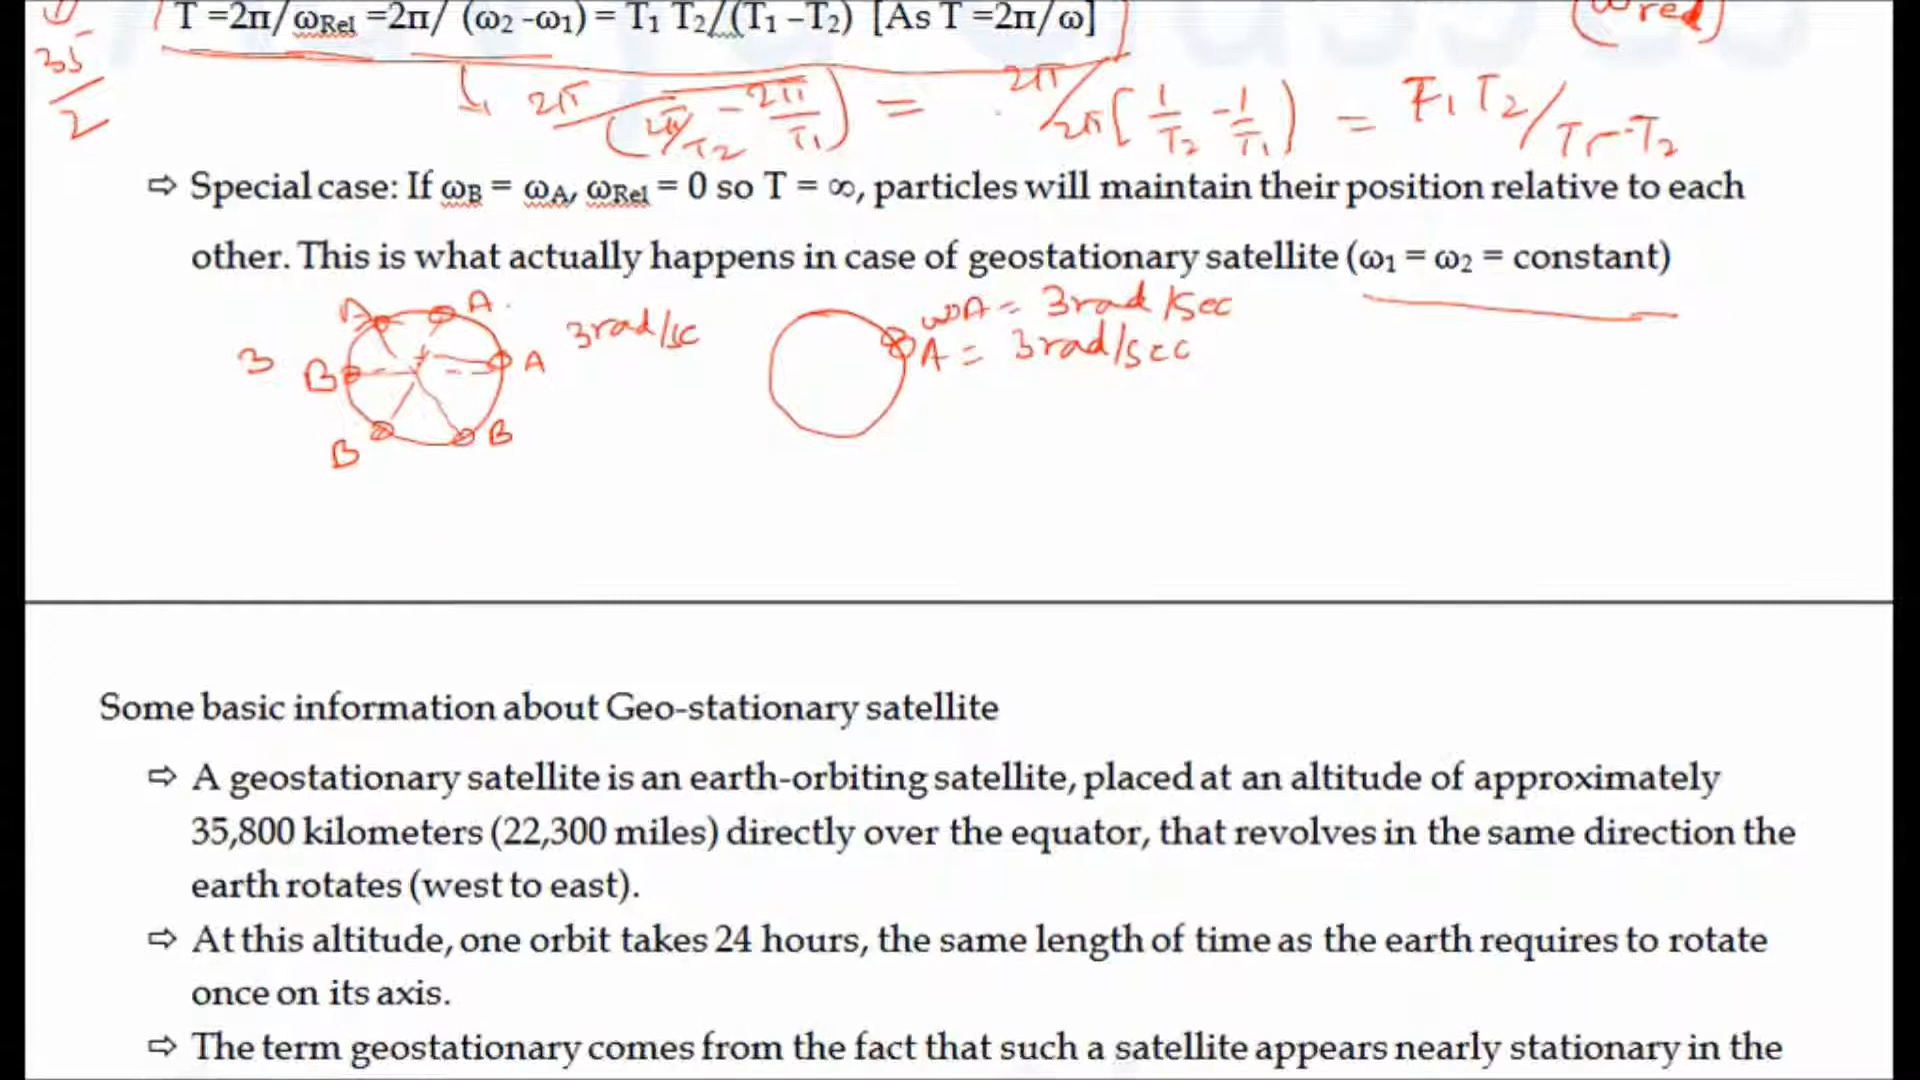 T =2π/ ωRel =2π/ (ω2 -ω1) = T1 T2/(T1 –T2) [As T =2π/ω]
35/2
2π/(2π/T2 - 2π/T1) = 2π/2π[1/T2 - 1/T1) = T1 T2/T1-T2
⇨ Special case: If ωB = ωA, ωRel = 0 so T = ∞, particles will maintain their position relative to each
other. This is what actually happens in case of geostationary satellite (ω1 = ω2 = constant)
A A
3 B A 3rad/sc
B B
ωA = 3rad/sec
A = 3rad/sec
Some basic information about Geo-stationary satellite
⇨ A geostationary satellite is an earth-orbiting satellite, placed at an altitude of approximately
35,800 kilometers (22,300 miles) directly over the equator, that revolves in the same direction the
earth rotates (west to east).
⇨ At this altitude, one orbit takes 24 hours, the same length of time as the earth requires to rotate
once on its axis.
⇨ The term geostationary comes from the fact that such a satellite appears nearly stationary in the